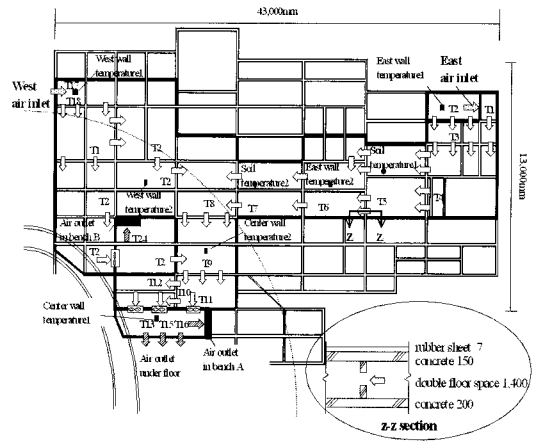 43,000mm
West wall
temperature1
East wall
temperature1
East
air inlet
West
air inlet
T2
T1
T18
T3
T1
T2
Soil
temperature1
Soil
temperature2
East wall
temperature2
T2
13,000mm
West wall
temperature2
T8
T7
T6
T5
T4
T2
Air outlet
in bench B
T24
Center wall
temperature2
Z
Z
T2
T2
T9
T12
T10
T11
Center wall
temperature1
T13
T15
T16
Air outlet
under floor
Air outlet
in bench A
rubber sheet 7
concrete 150
double floor space 1,400
concrete 200
z-z section